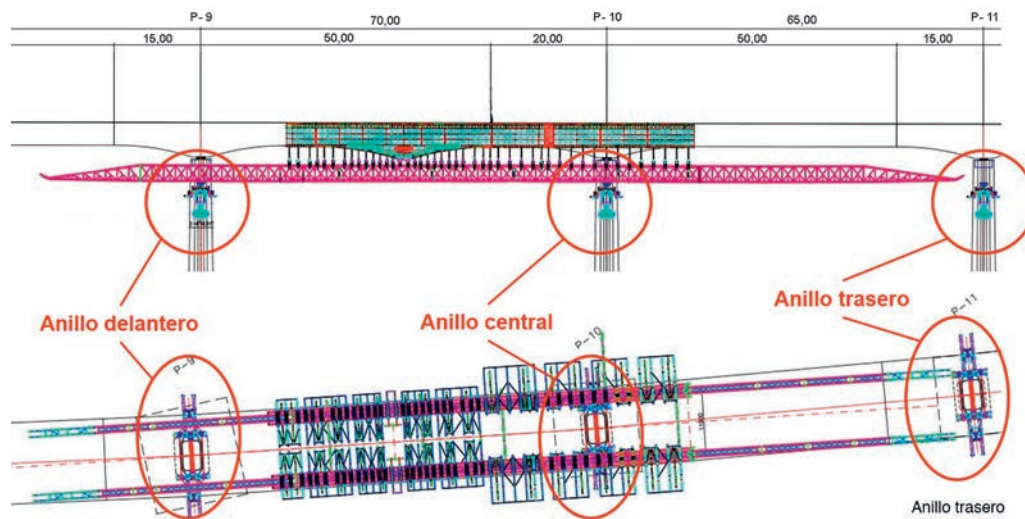 P- 9
70,00
P- 10
65,00
P- 11
15,00
50,00
20,00
50,00
15,00
Anillo delantero
Anillo central
Anillo trasero
P-9
P-10
P-11
Anillo trasero